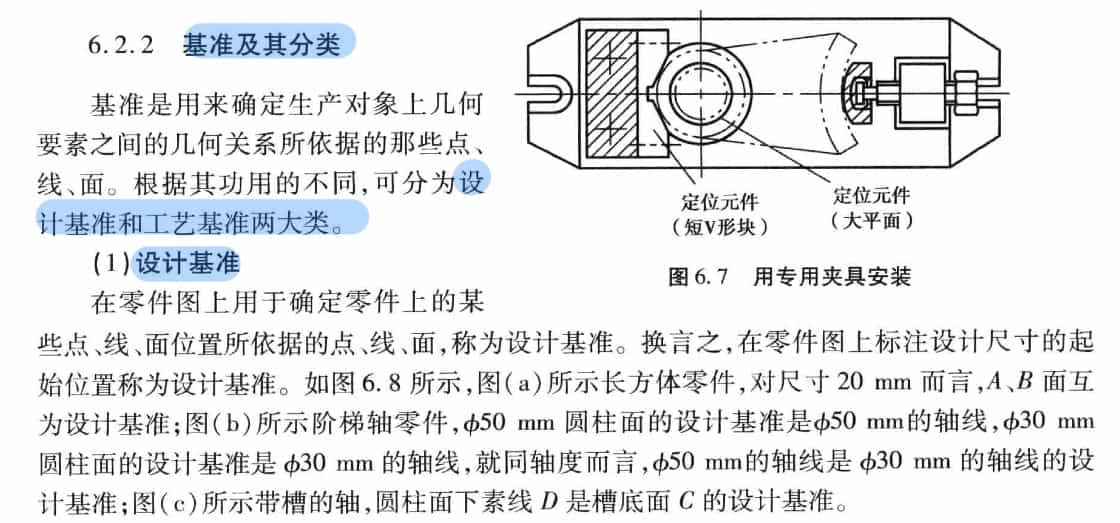 6.2.2 基准及其分类
基准是用来确定生产对象上几何
要素之间的几何关系所依据的那些点、
线、面。根据其功用的不同,可分为设
计基准和工艺基准两大类。
(1)设计基准
在零件图上用于确定零件上的某
定位元件
(短V形块)
定位元件
(大平面)
图 6.7 用专用夹具安装
些点、线、面位置所依据的点、线、面,称为设计基准。换言之,在零件图上标注设计尺寸的起
始位置称为设计基准。如图 6.8 所示,图(a)所示长方体零件,对尺寸 20 mm 而言,A、B 面互
为设计基准;图(b)所示阶梯轴零件,ϕ50 mm 圆柱面的设计基准是ϕ50 mm的轴线,ϕ30 mm
圆柱面的设计基准是 ϕ30 mm 的轴线,就同轴度而言,ϕ50 mm的轴线是 ϕ30 mm 的轴线的设
计基准;图(c)所示带槽的轴,圆柱面下素线 D 是槽底面 C 的设计基准。